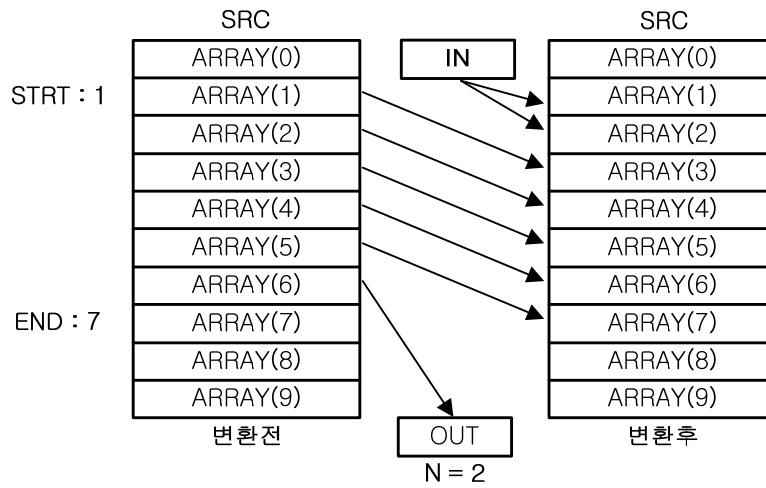 SRC
ARRAY(0)
STRT : 1
ARRAY(1)
ARRAY(2)
ARRAY(3)
ARRAY(4)
ARRAY(5)
ARRAY(6)
END : 7
ARRAY(7)
ARRAY(8)
ARRAY(9)
변환전
IN
OUT
N = 2
SRC
ARRAY(0)
ARRAY(1)
ARRAY(2)
ARRAY(3)
ARRAY(4)
ARRAY(5)
ARRAY(6)
ARRAY(7)
ARRAY(8)
ARRAY(9)
변환후